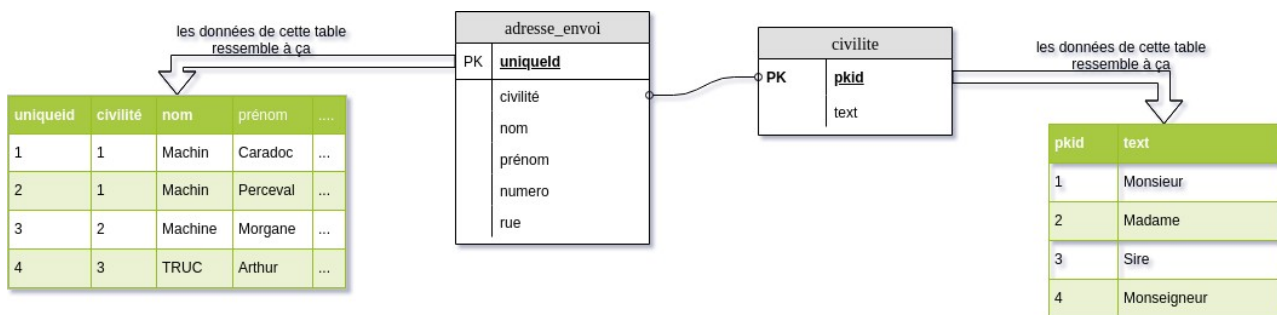 les données de cette table
ressemble à ça
uniqueid civilité nom prénom ....
1 1 Machin Caradoc ...
2 1 Machin Perceval ...
3 2 Machine Morgane ...
4 3 TRUC Arthur ...
adresse_envoi
PK uniqueId
civilité
nom
prénom
numero
rue
civilite
PK pkid
text
les données de cette table
ressemble à ça
pkid text
1 Monsieur
2 Madame
3 Sire
4 Monseigneur